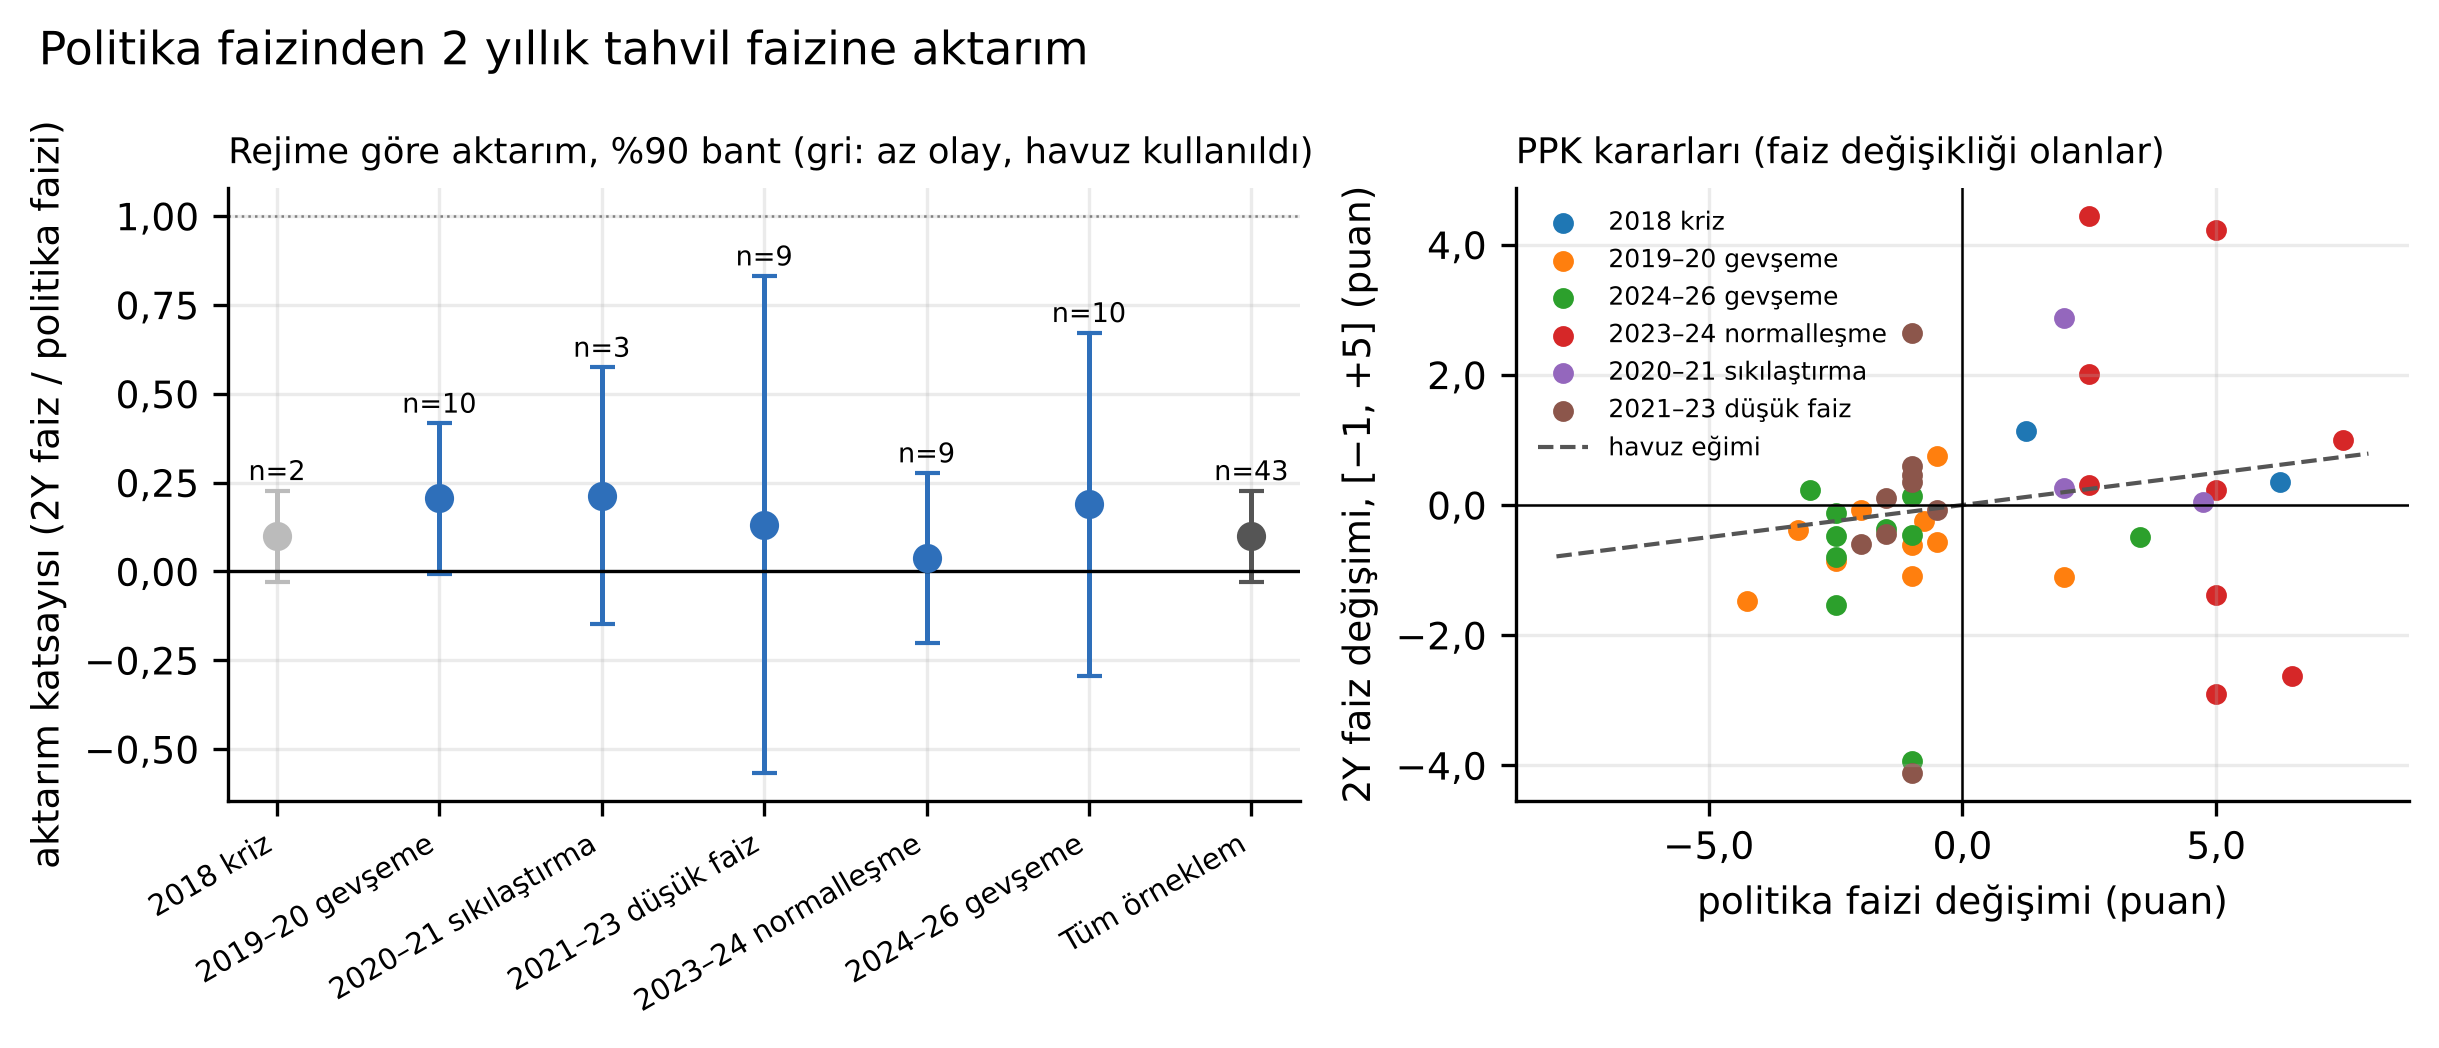 Politika faizinden 2 yıllık tahvil faizine aktarım
Rejime göre aktarım, %90 bant (gri: az olay, havuz kullanıldı)
aktarım katsayısı (2Y faiz / politika faizi)
1,00
0,75
0,50
0,25
0,00
−0,25
−0,50
n=2
n=10
n=3
n=9
n=9
n=10
n=43
2018 kriz
2019–20 gevşeme
2020–21 sıkılaştırma
2021–23 düşük faiz
2023–24 normalleşme
2024–26 gevşeme
Tüm örneklem
PPK kararları (faiz değişikliği olanlar)
2Y faiz değişimi, [−1, +5] (puan)
4,0
2,0
0,0
−2,0
−4,0
2018 kriz
2019–20 gevşeme
2024–26 gevşeme
2023–24 normalleşme
2020–21 sıkılaştırma
2021–23 düşük faiz
havuz eğimi
−5,0
0,0
5,0
politika faizi değişimi (puan)